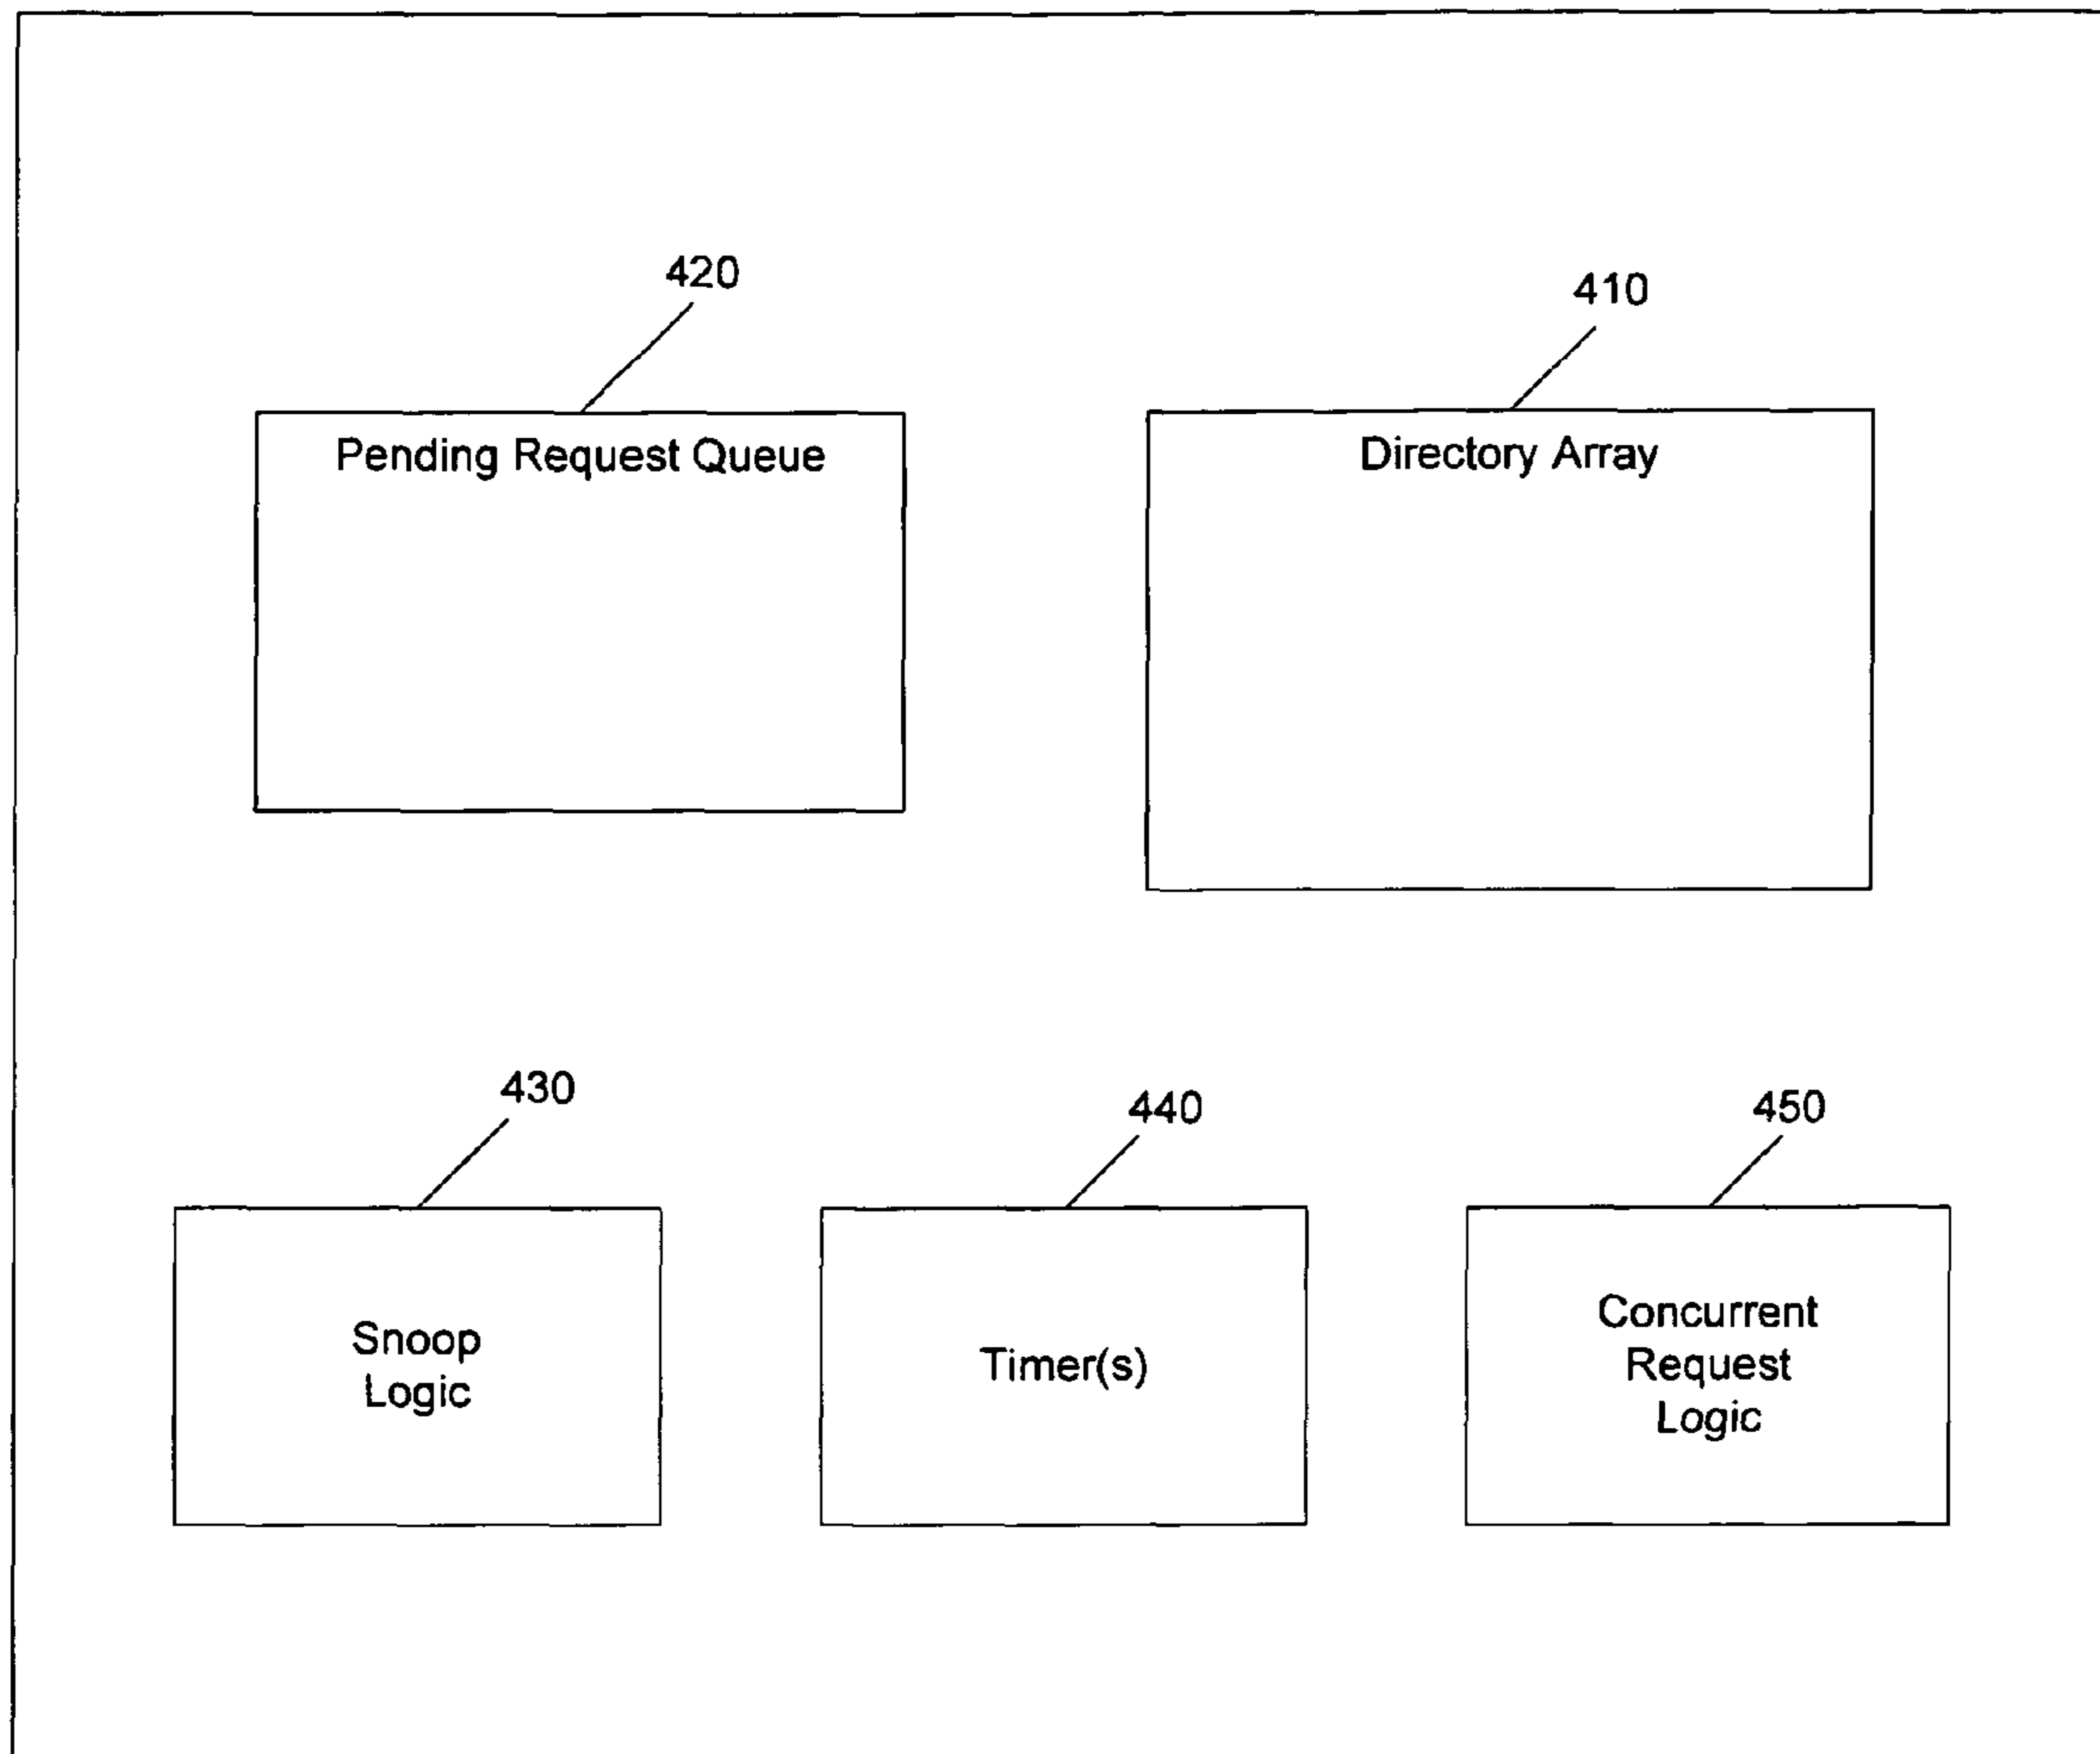 420
410
Pending Request Queue
Directory Array
430
440
450
Snoop
Logic
Timer(s)
Concurrent
Request
Logic